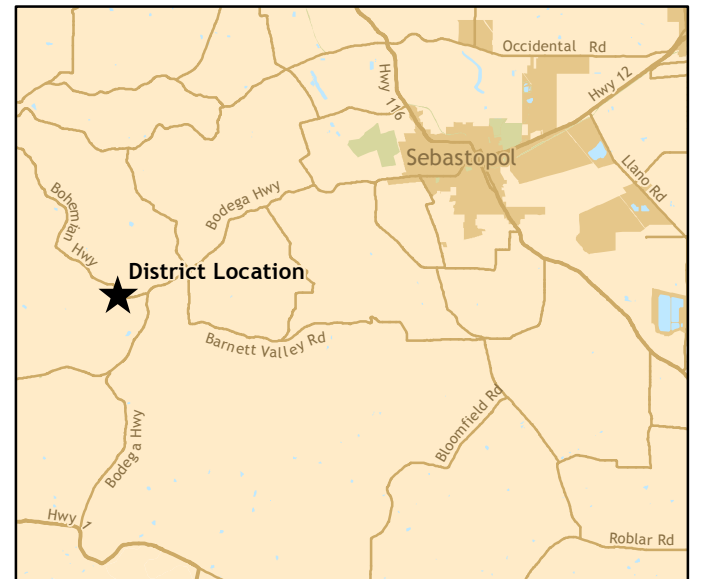 Occidental Rd
Hwy 12
Hwy 116
Sebastopol
Llano Rd
Bohemian Hwy
Bodega Hwy
District Location
Barnett Valley Rd
Bloomfield Rd
Bodega Hwy
Hwy 1
Roblar Rd